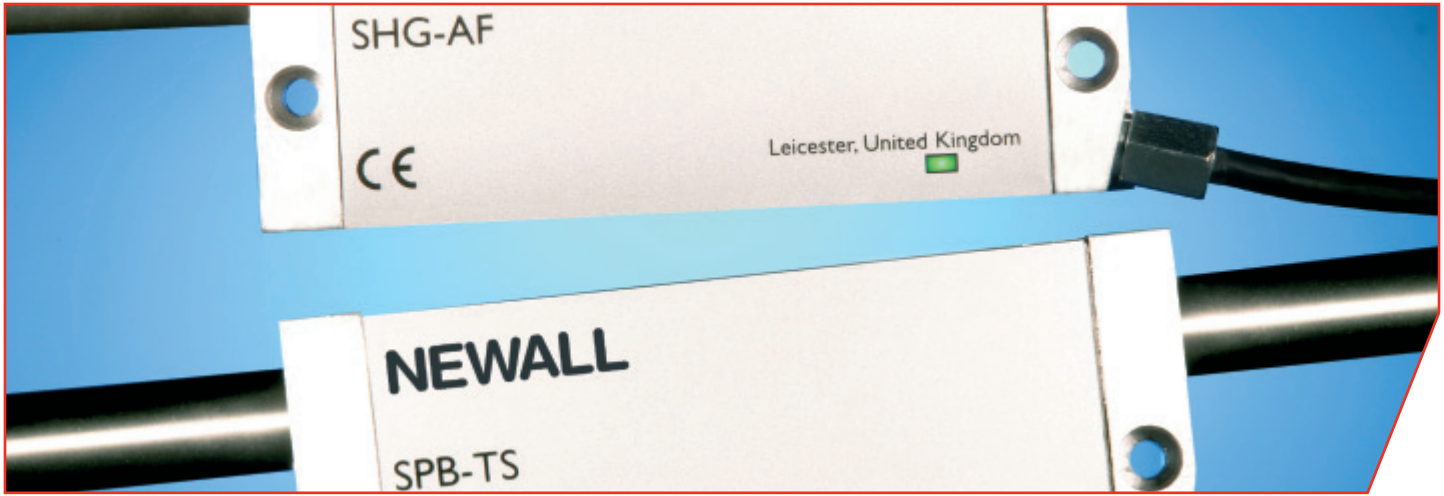 SHG-AF
CE
Leicester, United Kingdom
NEWALL
SPB-TS